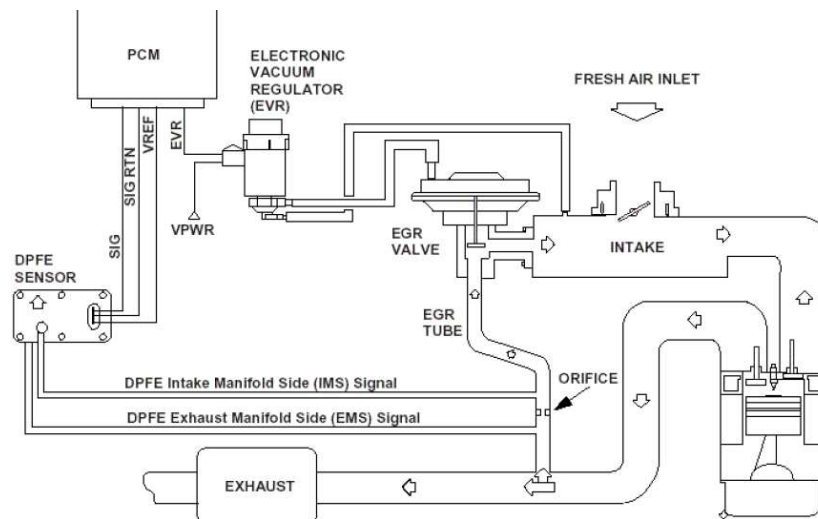 PCM
ELECTRONIC
VACUUM
REGULATOR
(EVR)
FRESH AIR INLET
SIG
SIG RTN
VREF
EVR
VPWR
DPFE
SENSOR
EGR
VALVE
INTAKE
EGR
TUBE
ORIFICE
DPFE Intake Manifold Side (IMS) Signal
DPFE Exhaust Manifold Side (EMS) Signal
EXHAUST